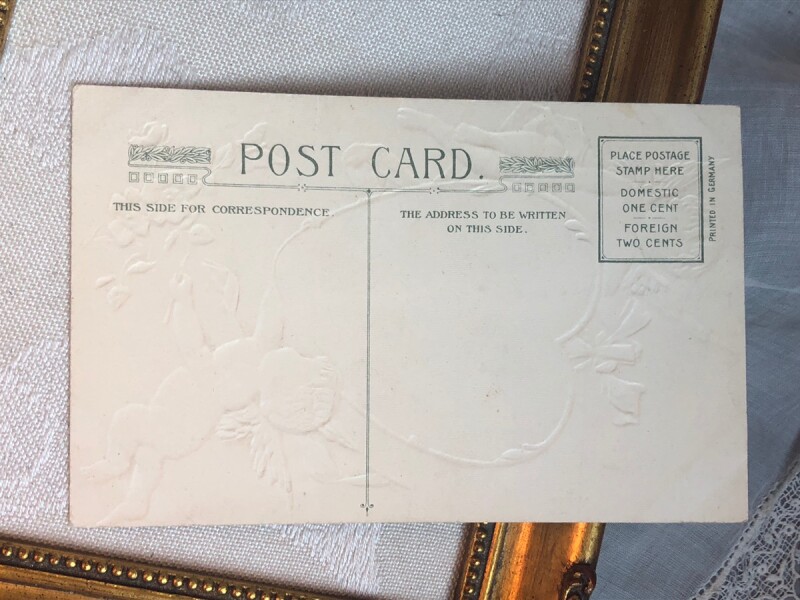 POST CARD.
THIS SIDE FOR CORRESPONDENCE.
THE ADDRESS TO BE WRITTEN
ON THIS SIDE.
PLACE POSTAGE
STAMP HERE
DOMESTIC
ONE CENT
FOREIGN
TWO CENTS
PRINTED IN GERMANY